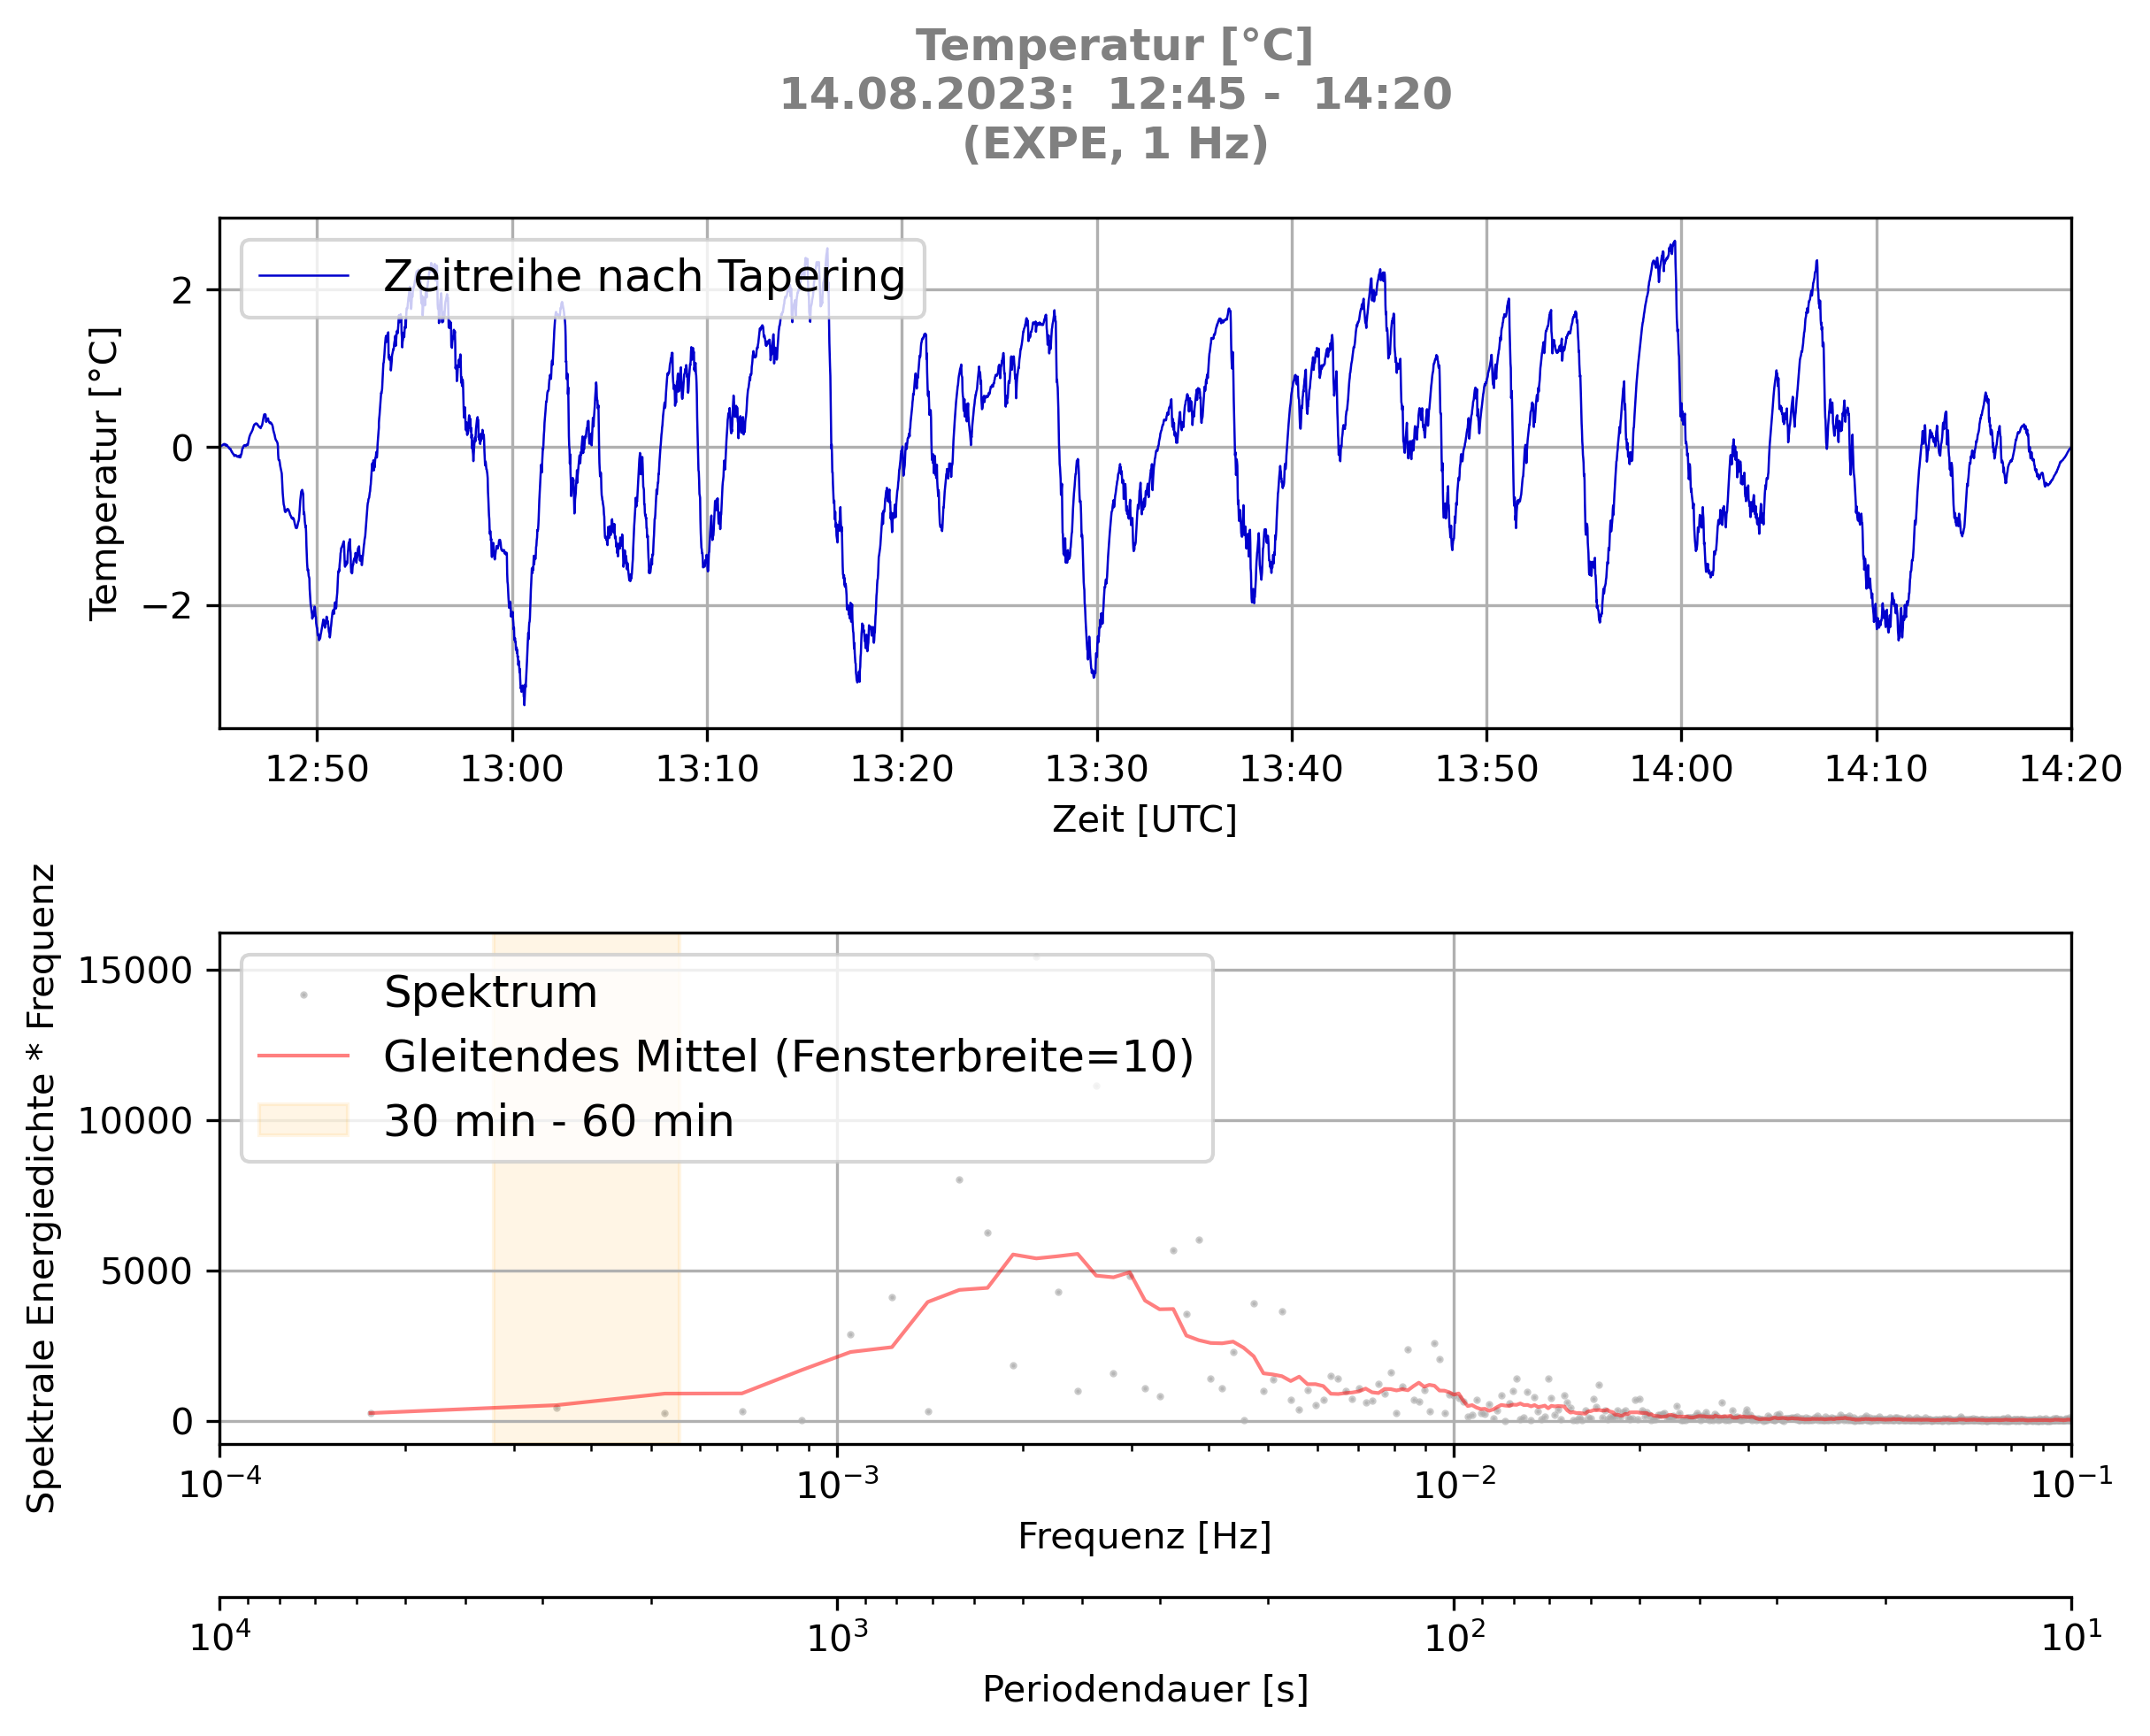 Temperatur [°C]
14.08.2023:  12:45 -  14:20
(EXPE, 1 Hz)
Zeitreihe nach Tapering
Temperatur [°C]
2
0
−2
12:50
13:00
13:10
13:20
13:30
13:40
13:50
14:00
14:10
14:20
Zeit [UTC]
Spektrale Energiedichte * Frequenz
15000
10000
5000
0
Spektrum
Gleitendes Mittel (Fensterbreite=10)
30 min - 60 min
10⁻⁴
10⁻³
10⁻²
10⁻¹
Frequenz [Hz]
10⁴
10³
10²
10¹
Periodendauer [s]